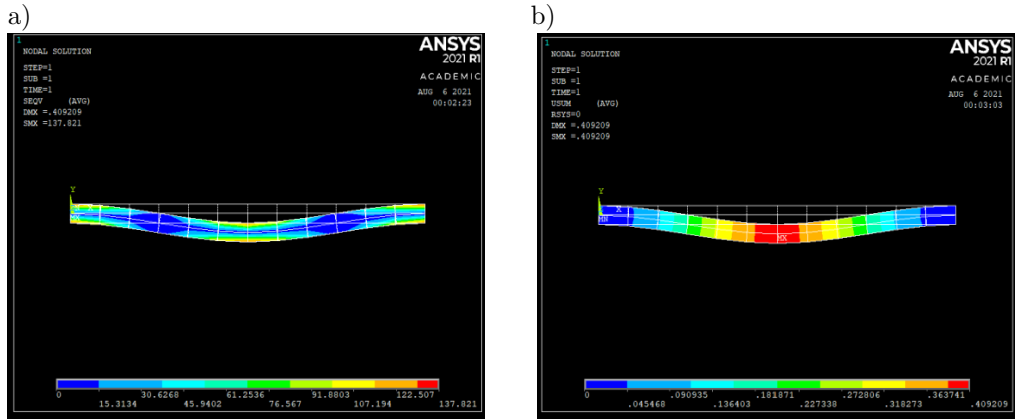 a)
1
NODAL SOLUTION
STEP=1
SUB =1
TIME=1
SEQV (AVG)
DMX =.409209
SMX =137.821
ANSYS
2021 R1
ACADEMIC
AUG 6 2021
00:02:23
Y
X
MN
0 30.6268 61.2536 91.8803 122.507
15.3134 45.9402 76.567 107.194 137.821
b)
1
NODAL SOLUTION
STEP=1
SUB =1
TIME=1
USUM (AVG)
RSYS=0
DMX =.409209
SMX =.409209
ANSYS
2021 R1
ACADEMIC
AUG 6 2021
00:03:03
Y
X
MN
MX
0 .090935 .181871 .272806 .363741
.045468 .136403 .227338 .318273 .409209